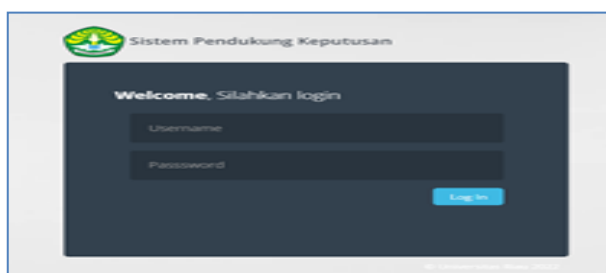 Sistem Pendukung Keputusan
Welcome, Silahkan login
Username
Passsword
Log In